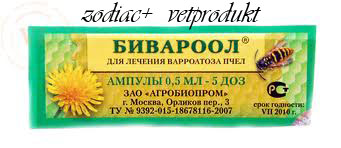 zodiac+ vetprodukt
БИВАРООЛ®
ДЛЯ ЛЕЧЕНИЯ ВАРРОАТОЗА ПЧЕЛ
АМПУЛЫ 0,5 МЛ - 5 ДОЗ
ЗАО «АГРОБИОПРОМ»
г. Москва, Орликов пер., 3
ТУ № 9392-015-18678116-2007
срок годности:
VII 2010 г.